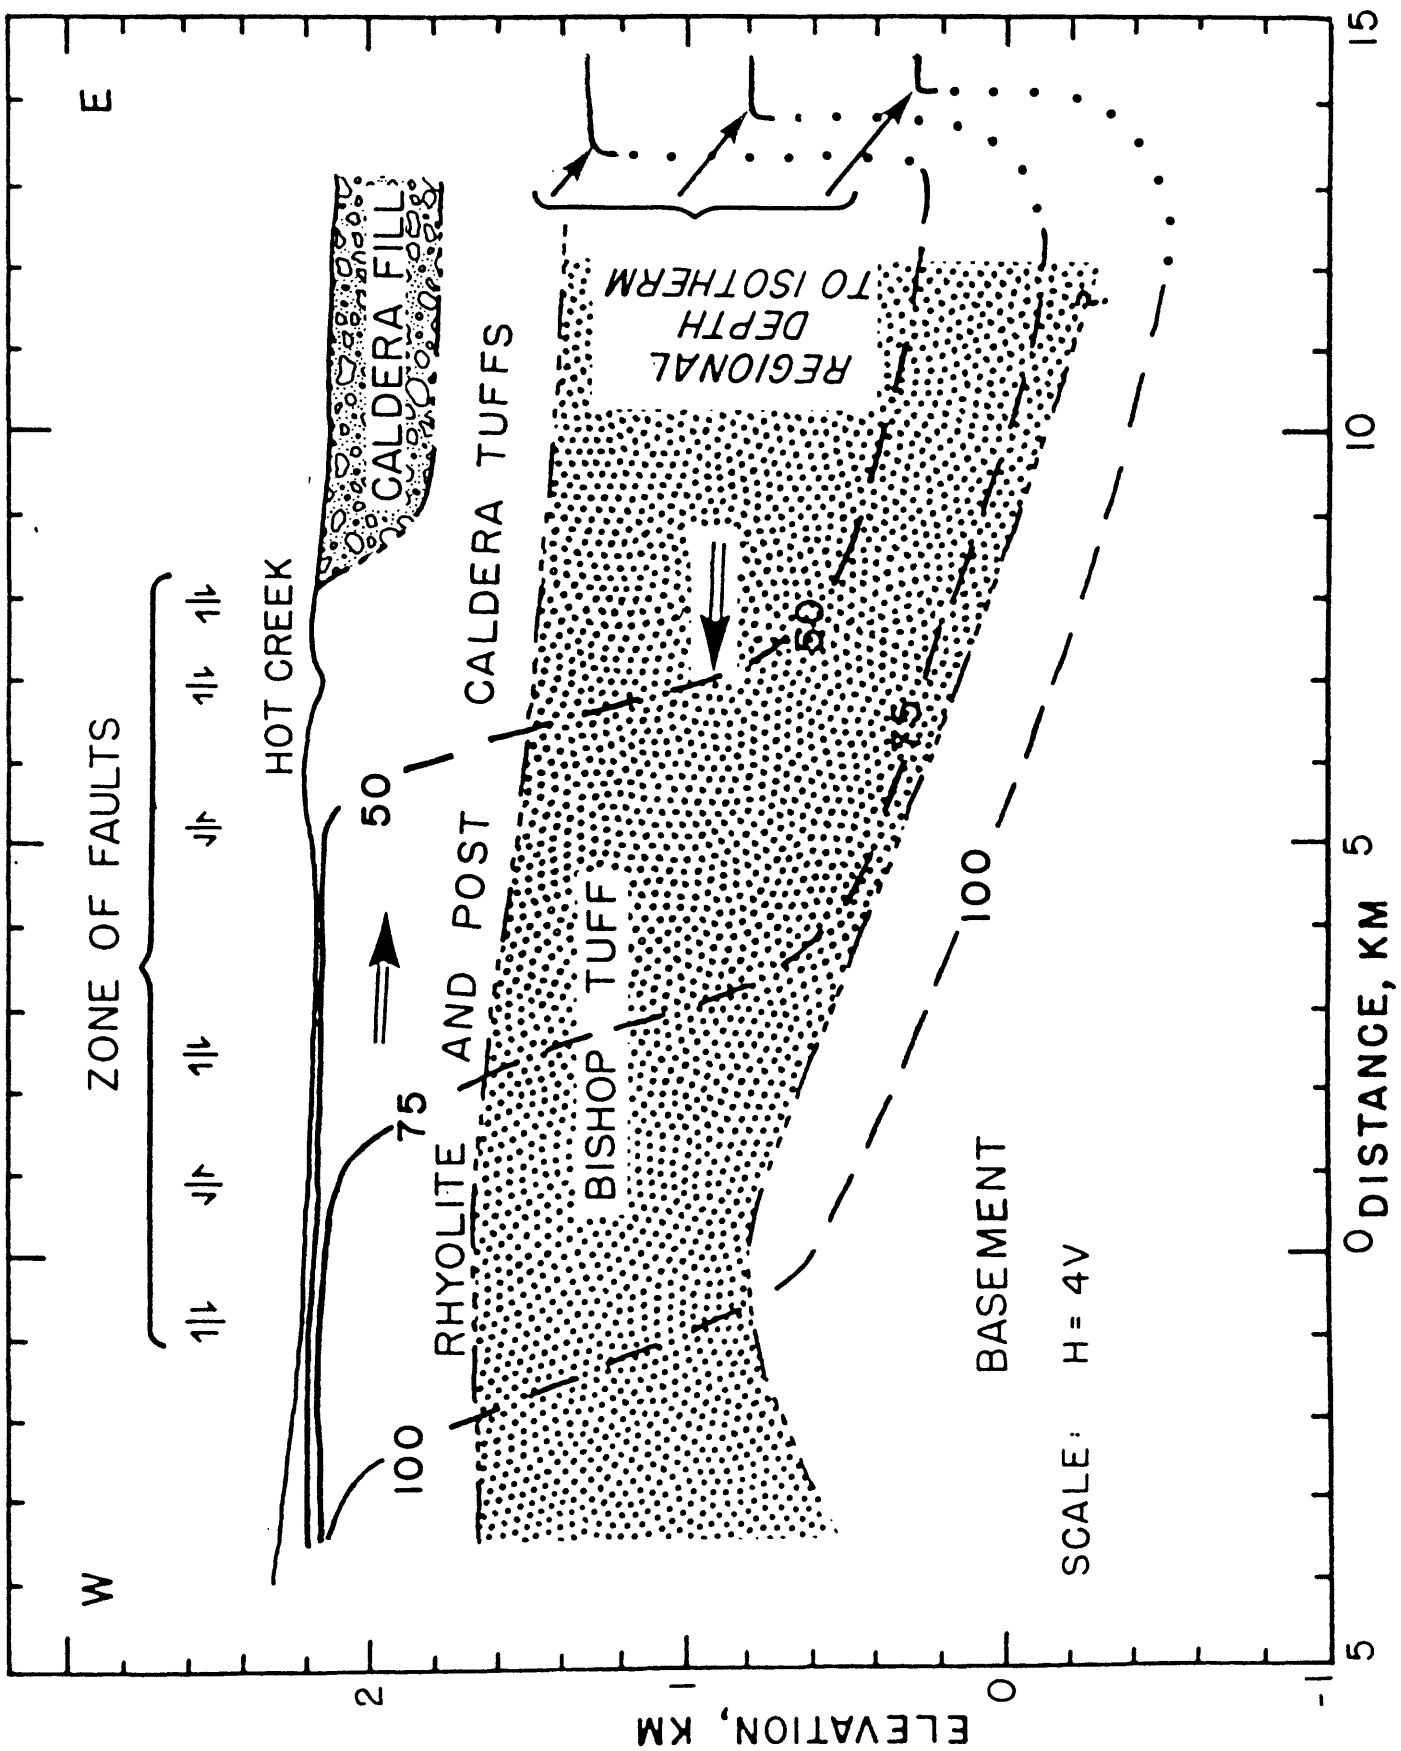 W
E
ZONE OF FAULTS
HOT CREEK
CALDERA FILL
50
75
100
RHYOLITE AND POST CALDERA TUFFS
BISHOP TUFF
50
75
100
REGIONAL
DEPTH
TO ISOTHERM
BASEMENT
SCALE: H = 4V
ELEVATION, KM
2
1
0
-1
5
0
5
10
15
DISTANCE, KM